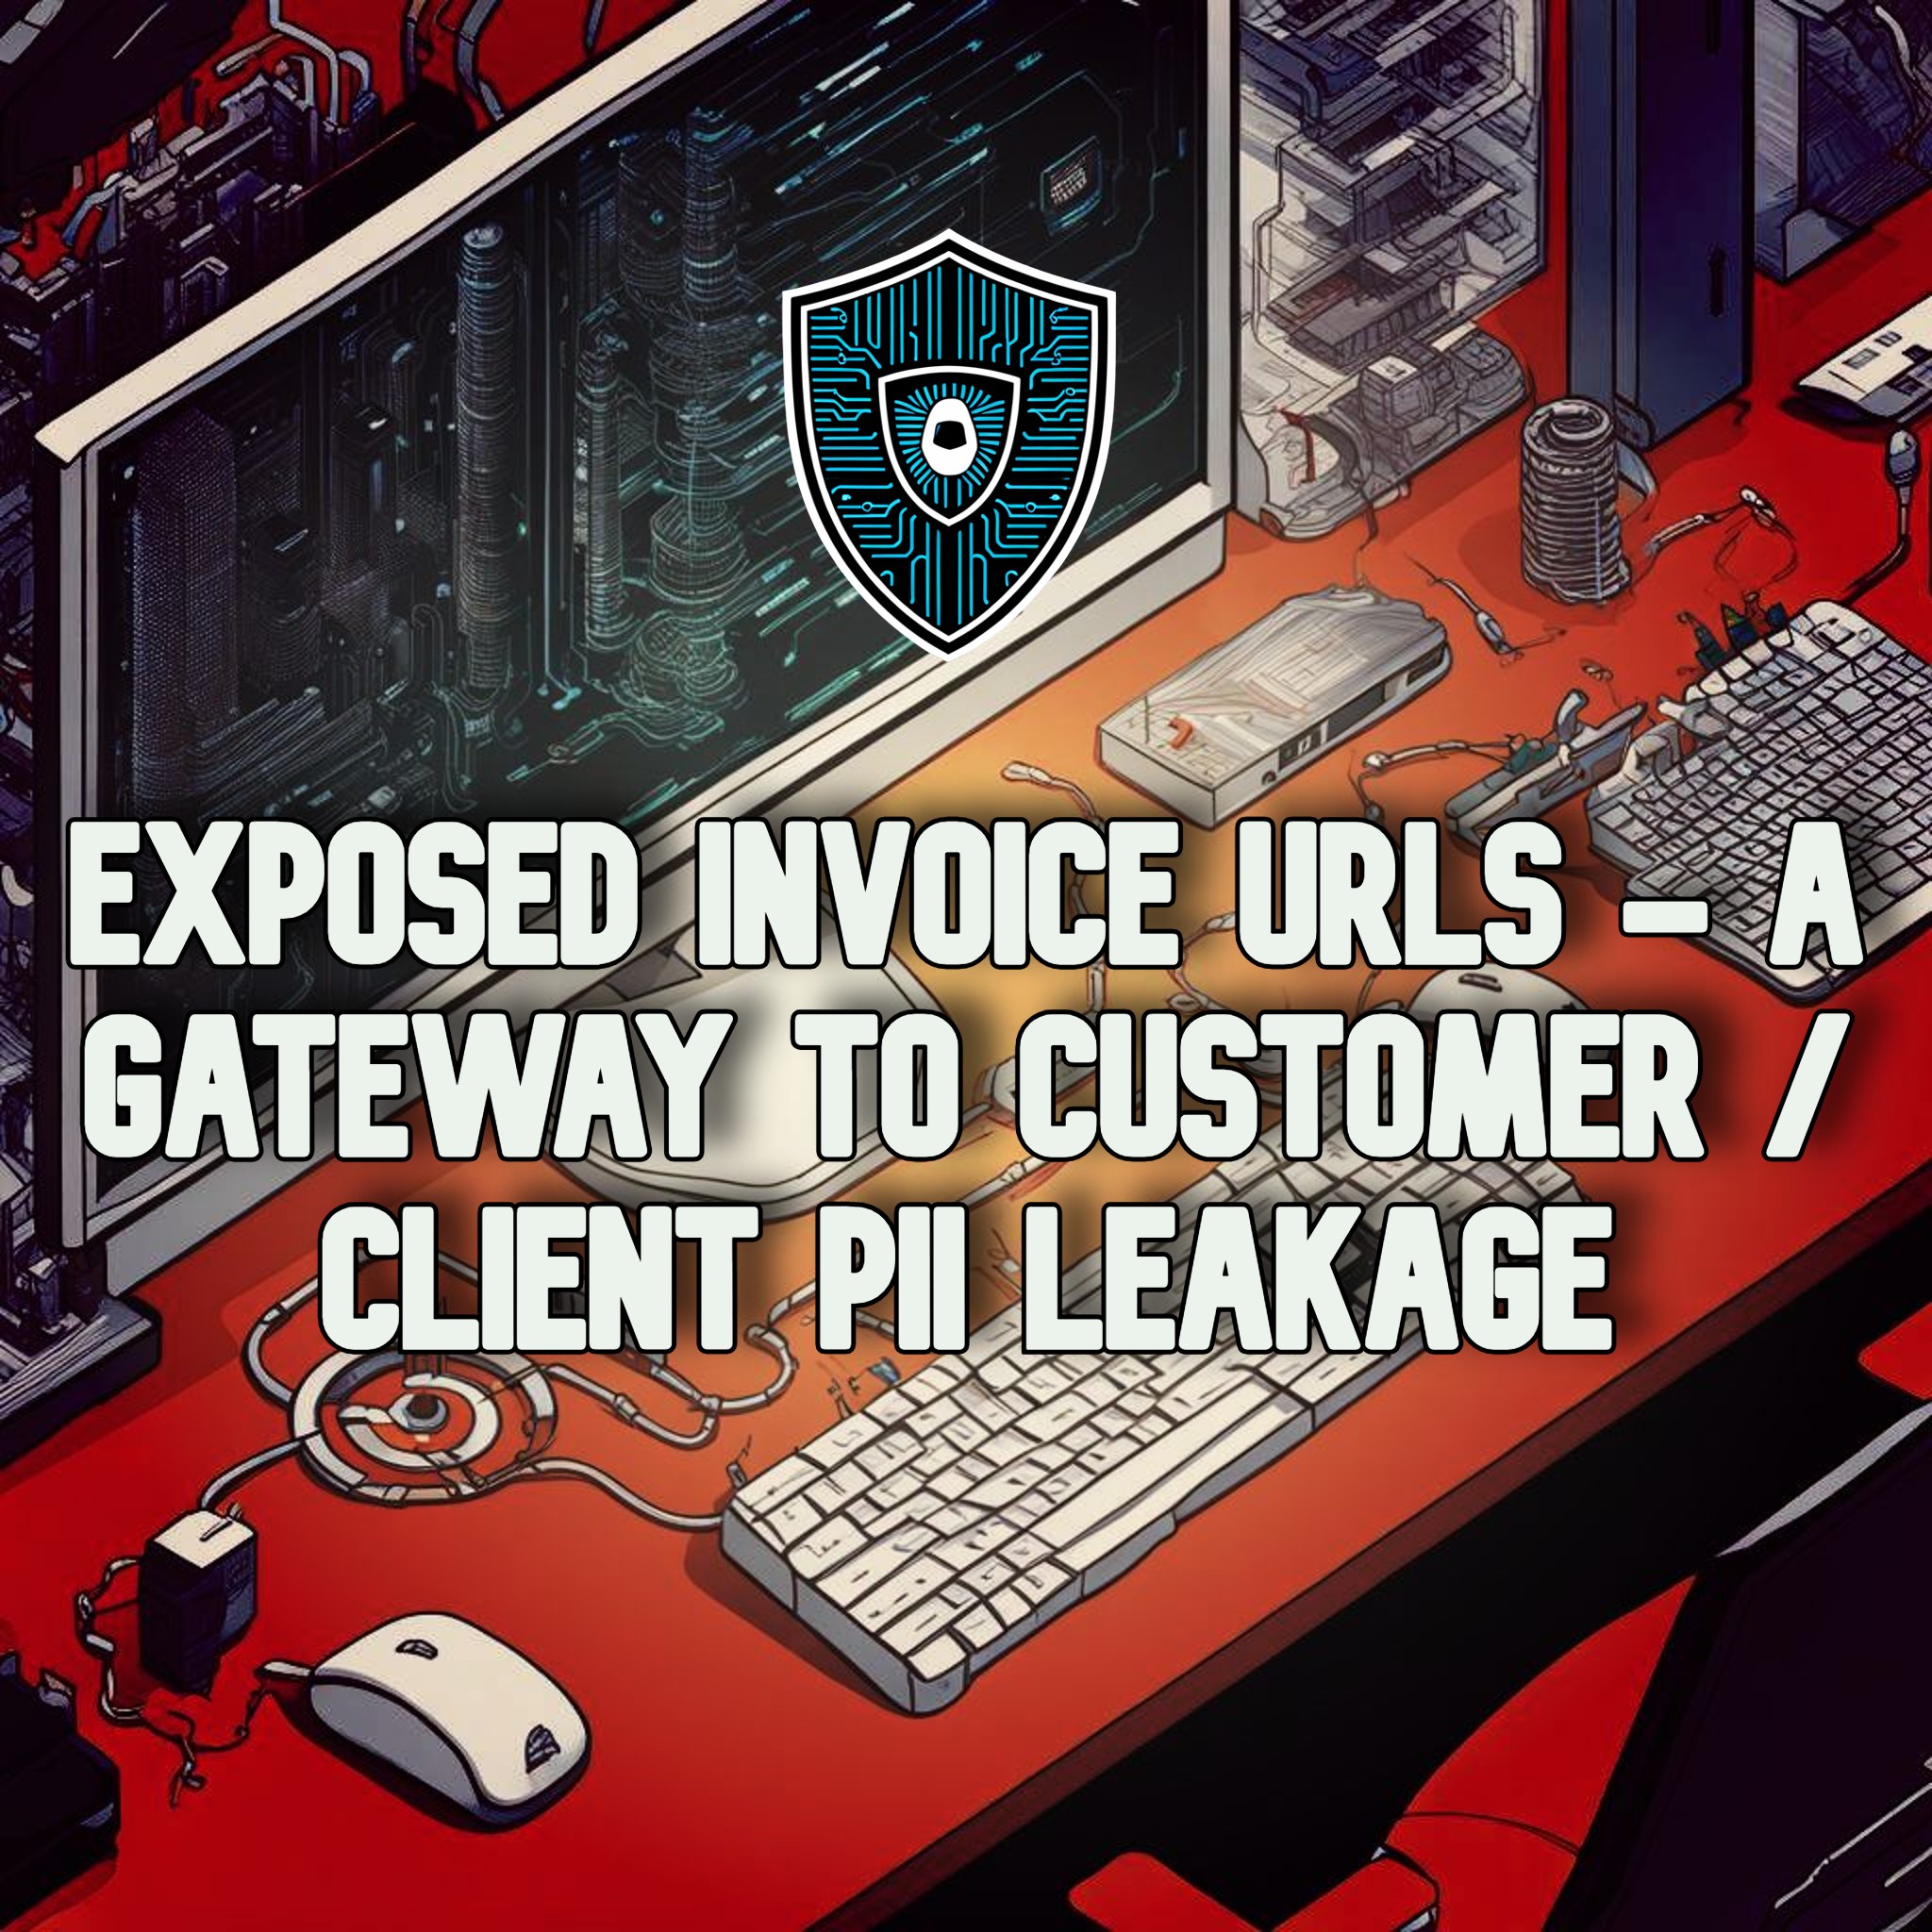 EXPOSED INVOICE URLS - A
GATEWAY TO CUSTOMER /
CLIENT PII LEAKAGE